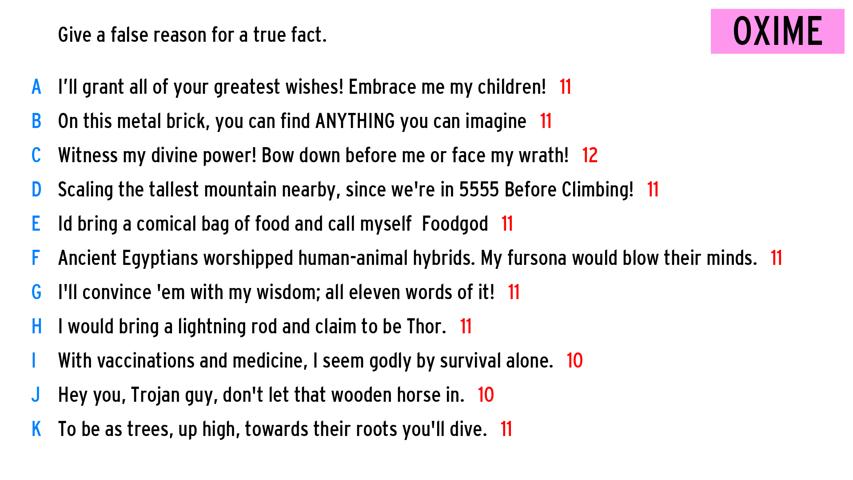 Give a false reason for a true fact.
OXIME
A I'll grant all of your greatest wishes! Embrace me my children! 11
B On this metal brick, you can find ANYTHING you can imagine 11
C Witness my divine power! Bow down before me or face my wrath! 12
D Scaling the tallest mountain nearby, since we're in 5555 Before Climbing! 11
E Id bring a comical bag of food and call myself Foodgod 11
F Ancient Egyptians worshipped human-animal hybrids. My fursona would blow their minds. 11
G I'll convince 'em with my wisdom; all eleven words of it! 11
H I would bring a lightning rod and claim to be Thor. 11
I With vaccinations and medicine, I seem godly by survival alone. 10
J Hey you, Trojan guy, don't let that wooden horse in. 10
K To be as trees, up high, towards their roots you'll dive. 11